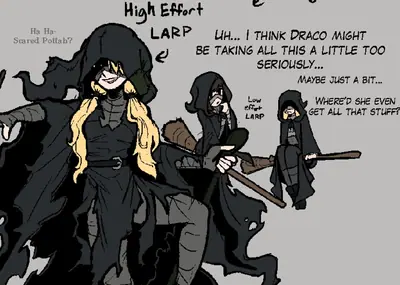 High Effort
LARP
Ha Ha-
Scared Pottah?
Uh... I think Draco might
be taking all this a little too
seriously...
Maybe just a bit...
Low
effort
LARP
Where'd she even
get all that stuff?